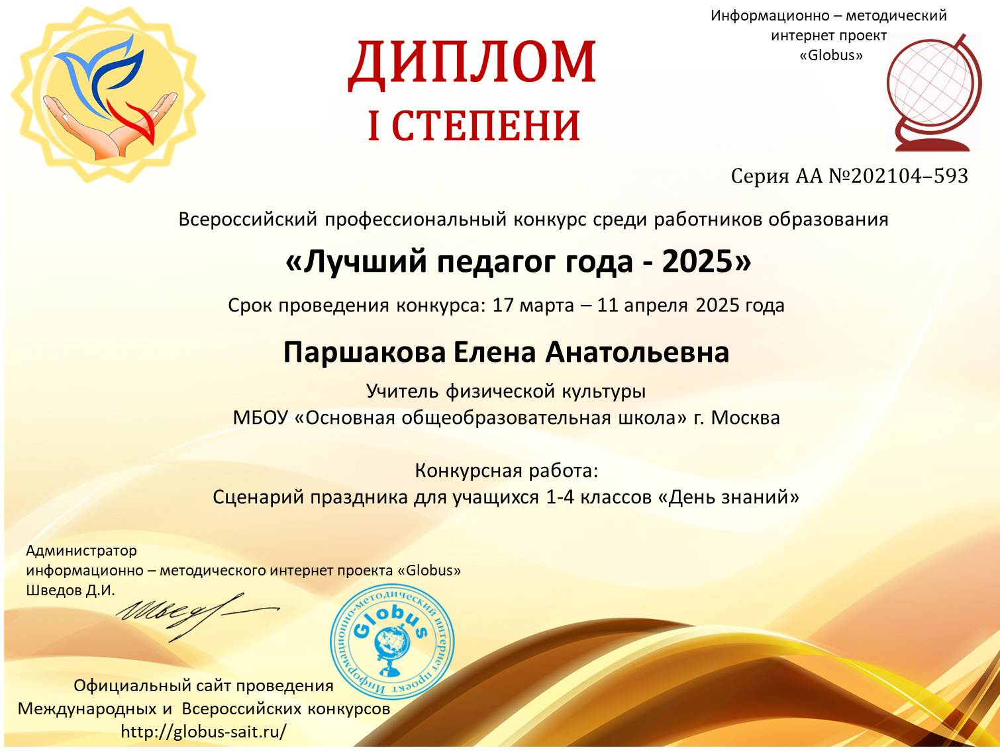 Информационно – методический
интернет проект
«Globus»
ДИПЛОМ
I СТЕПЕНИ
Серия АА №202104–593
Всероссийский профессиональный конкурс среди работников образования
«Лучший педагог года - 2025»
Срок проведения конкурса: 17 марта – 11 апреля 2025 года
Паршакова Елена Анатольевна
Учитель физической культуры
МБОУ «Основная общеобразовательная школа» г. Москва
Конкурсная работа:
Сценарий праздника для учащихся 1-4 классов «День знаний»
Администратор
информационно – методического интернет проекта «Globus»
Шведов Д.И.
Шведов
Информационно-методический интернет проект
Globus
Официальный сайт проведения
Международных и Всероссийских конкурсов
http://globus-sait.ru/